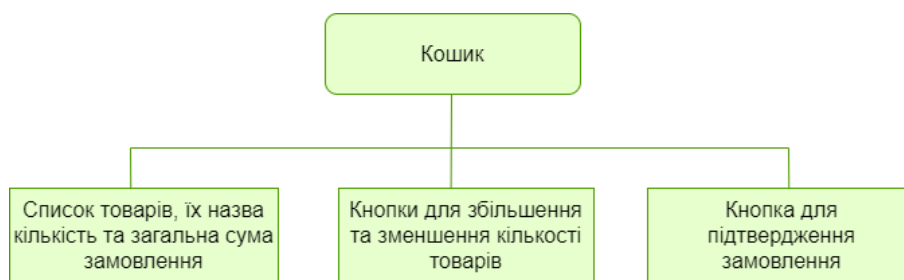 Кошик
Список товарів, їх назва
кількість та загальна сума
замовлення
Кнопки для збільшення
та зменшення кількості
товарів
Кнопка для
підтвердження
замовлення